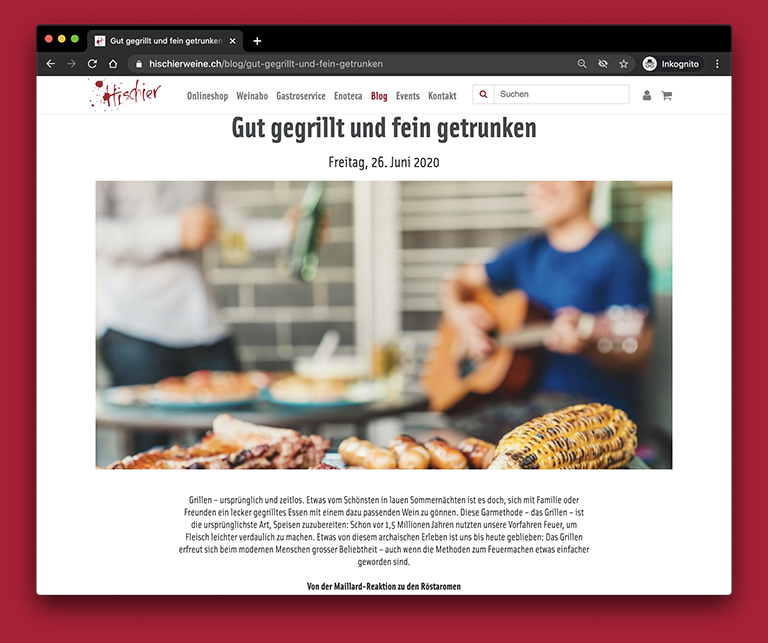 Gut gegrillt und fein getrunken
hischierweine.ch/blog/gut-gegrillt-und-fein-getrunken
Inkognito
Hischier
Onlineshop Weinabo Gastroservice Enoteca Blog Events Kontakt
Suchen
Gut gegrillt und fein getrunken
Freitag, 26. Juni 2020
Grillen – ursprünglich und zeitlos. Etwas vom Schönsten in lauen Sommernächten ist es doch, sich mit Familie oder
Freunden ein lecker gegrilltes Essen mit einem dazu passenden Wein zu gönnen. Diese Garmethode – das Grillen – ist
die ursprünglichste Art, Speisen zuzubereiten: Schon vor 1,5 Millionen Jahren nutzten unsere Vorfahren Feuer, um
Fleisch leichter verdaulich zu machen. Etwas von diesem archaischen Erleben ist uns bis heute geblieben: Das Grillen
erfreut sich beim modernen Menschen grosser Beliebtheit – auch wenn die Methoden zum Feuermachen etwas einfacher
geworden sind.
Von der Maillard-Reaktion zu den Röstaromen